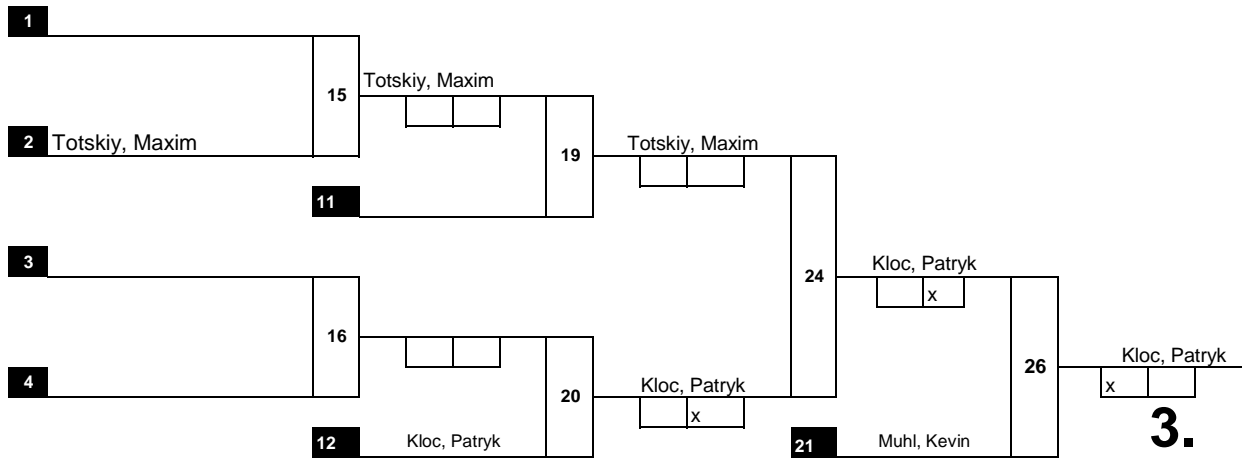 1
15
Totskiy, Maxim
2 Totskiy, Maxim
19
Totskiy, Maxim
11
3
24
Kloc, Patryk
x
16
26
Kloc, Patryk
x
4
20
Kloc, Patryk
x
12 Kloc, Patryk
21 Muhl, Kevin
3.